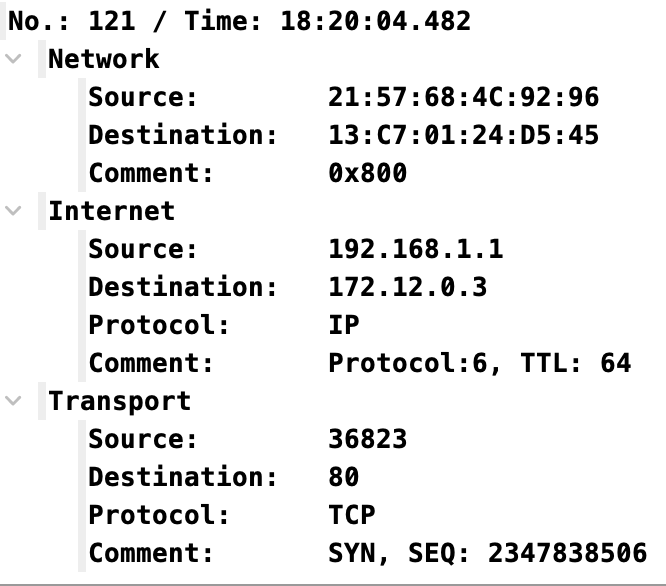 No.: 121 / Time: 18:20:04.482
Network
Source: 21:57:68:4C:92:96
Destination: 13:C7:01:24:D5:45
Comment: 0x800
Internet
Source: 192.168.1.1
Destination: 172.12.0.3
Protocol: IP
Comment: Protocol:6, TTL: 64
Transport
Source: 36823
Destination: 80
Protocol: TCP
Comment: SYN, SEQ: 2347838506